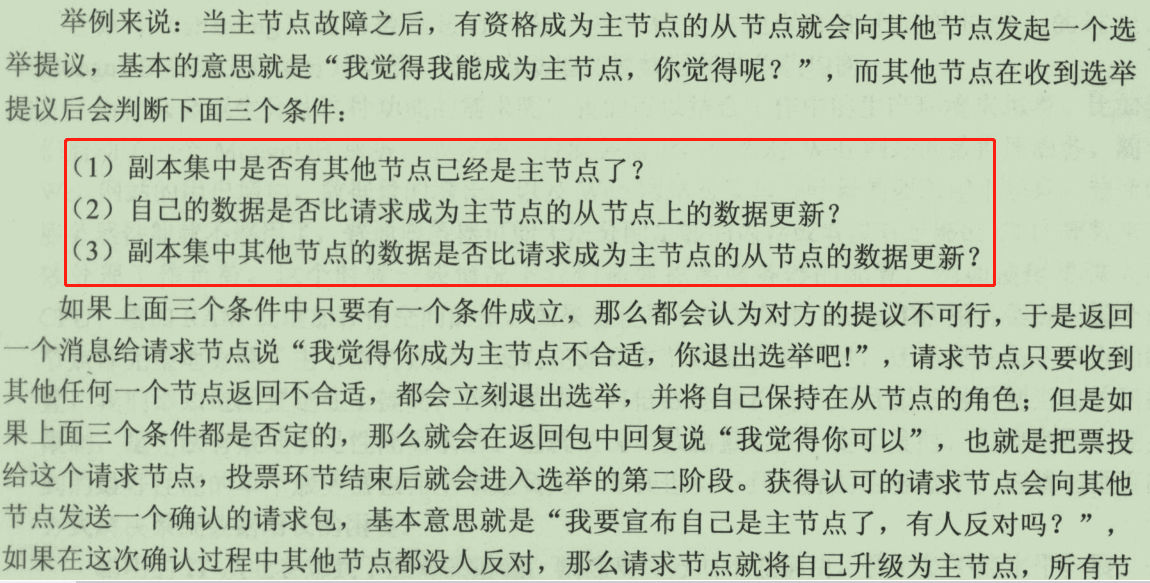 举例来说：当主节点故障之后，有资格成为主节点的从节点就会向其他节点发起一个选
举提议，基本的意思就是“我觉得我能成为主节点，你觉得呢？”，而其他节点在收到选举
提议后会判断下面三个条件：
（1）副本集中是否有其他节点已经是主节点了？
（2）自己的数据是否比请求成为主节点的从节点上的数据更新？
（3）副本集中其他节点的数据是否比请求成为主节点的从节点的数据更新？
如果上面三个条件中只要有一个条件成立，那么都会认为对方的提议不可行，于是返回
一个消息给请求节点说“我觉得你成为主节点不合适，你退出选举吧!”，请求节点只要收到
其他任何一个节点返回不合适，都会立刻退出选举，并将自己保持在从节点的角色；但是如
果上面三个条件都是否定的，那么就会在返回包中回复说“我觉得你可以”，也就是把票投
给这个请求节点，投票环节结束后就会进入选举的第二阶段。获得认可的请求节点会向其他
节点发送一个确认的请求包，基本意思就是“我要宣布自己是主节点了，有人反对吗？”，
如果在这次确认过程中其他节点都没人反对，那么请求节点就将自己升级为主节点，所有节